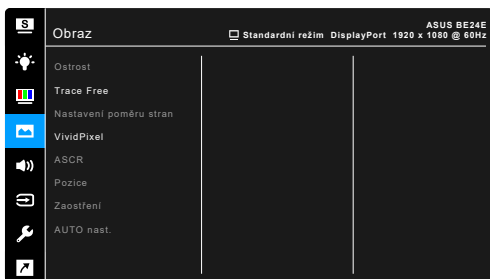 S
Obraz
ASUS BE24E
Standardní režim DisplayPort 1920 x 1080 @ 60Hz
Ostrost
Trace Free
Nastavení poměru stran
VividPixel
ASCR
Pozice
Zaostření
AUTO nast.